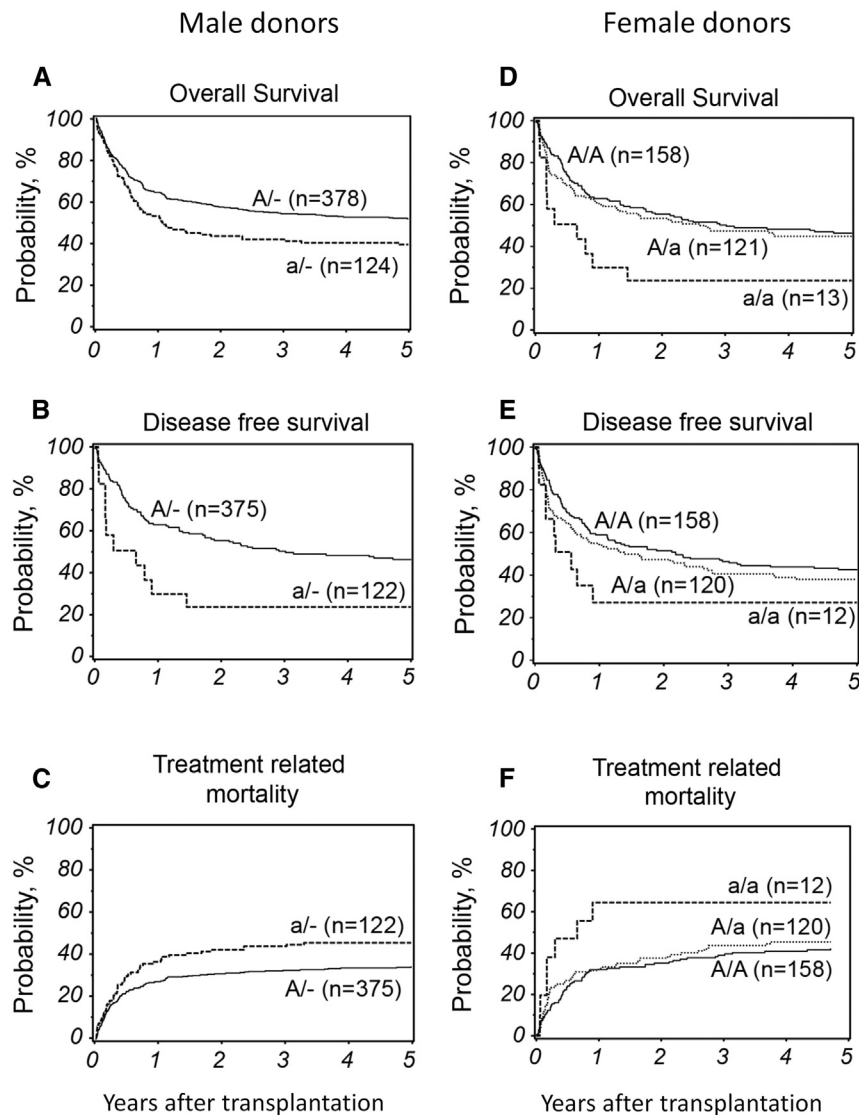 Male donors
A
Overall Survival
Probability, %
100
80
60
40
20
0
A/- (n=378)
a/- (n=124)
0 1 2 3 4 5
B
Disease free survival
Probability, %
100
80
60
40
20
0
A/- (n=375)
a/- (n=122)
0 1 2 3 4 5
C
Treatment related
mortality
Probability, %
100
80
60
40
20
0
a/- (n=122)
A/- (n=375)
0 1 2 3 4 5
Years after transplantation
Female donors
D
Overall Survival
Probability, %
100
80
60
40
20
0
A/A (n=158)
A/a (n=121)
a/a (n=13)
0 1 2 3 4 5
E
Disease free survival
Probability, %
100
80
60
40
20
0
A/A (n=158)
A/a (n=120)
a/a (n=12)
0 1 2 3 4 5
F
Treatment related
mortality
Probability, %
100
80
60
40
20
0
a/a (n=12)
A/a (n=120)
A/A (n=158)
0 1 2 3 4 5
Years after transplantation